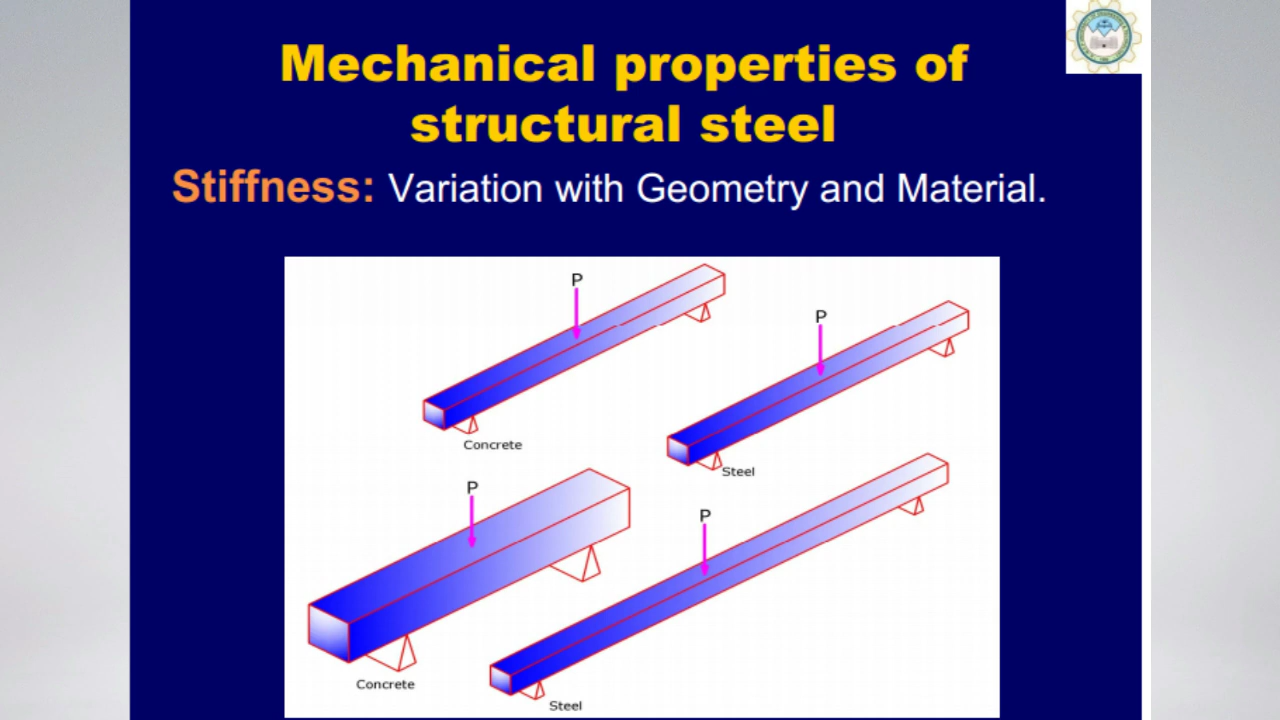 Mechanical properties of
structural steel
Stiffness: Variation with Geometry and Material.
P
P
Concrete
Steel
P
P
Concrete
Steel